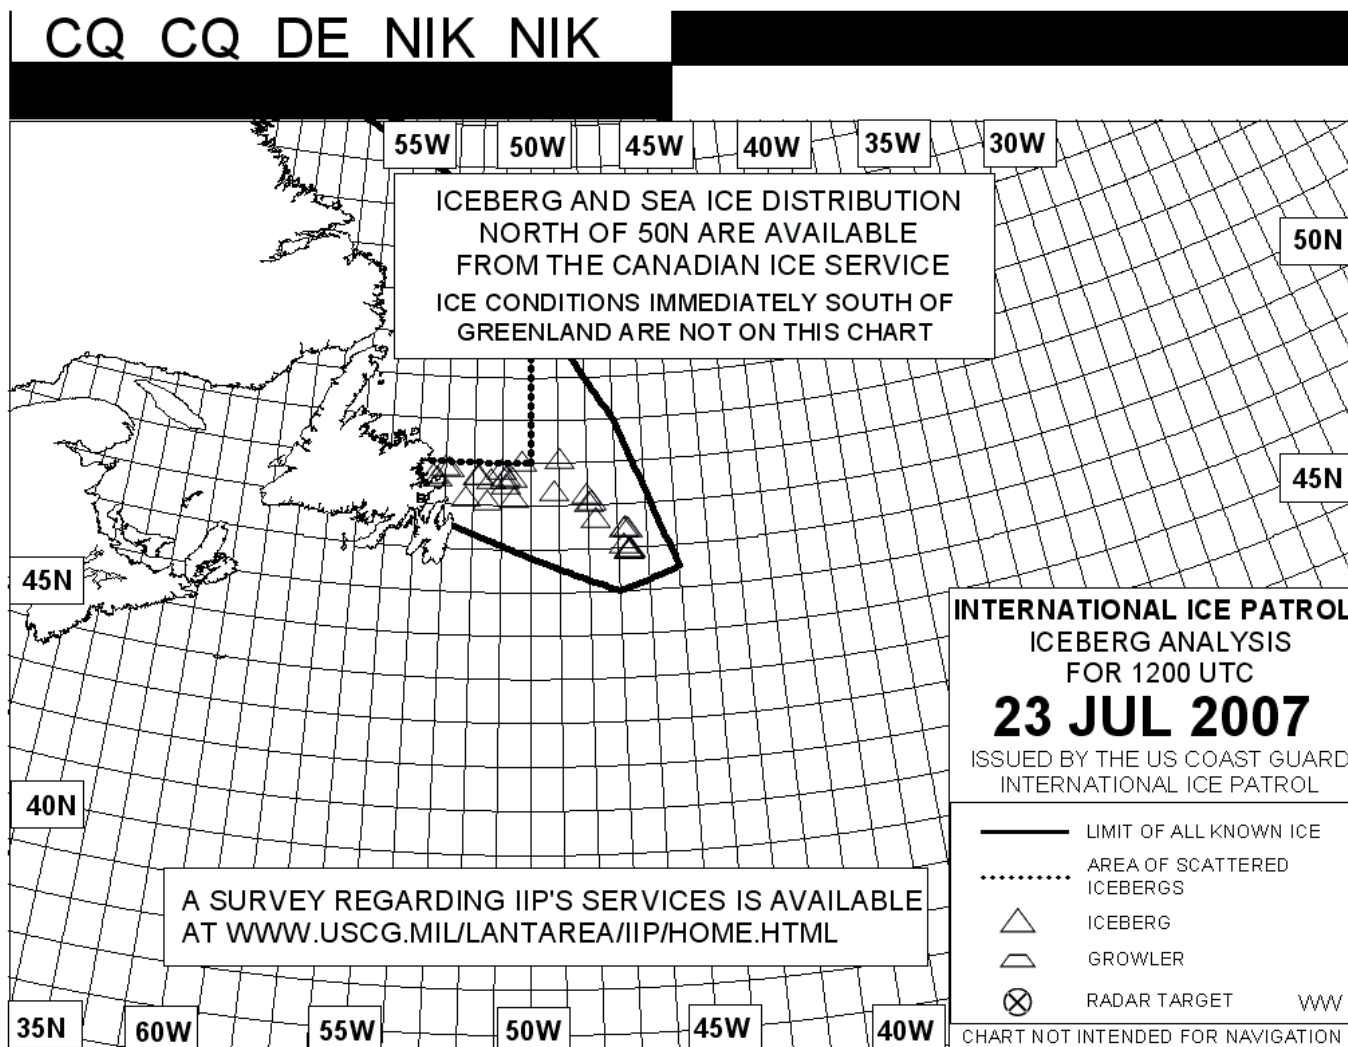 CQ CQ DE NIK NIK
55W 50W 45W 40W 35W 30W
ICEBERG AND SEA ICE DISTRIBUTION
NORTH OF 50N ARE AVAILABLE
FROM THE CANADIAN ICE SERVICE
ICE CONDITIONS IMMEDIATELY SOUTH OF
GREENLAND ARE NOT ON THIS CHART
50N
45N
45N
INTERNATIONAL ICE PATROL
ICEBERG ANALYSIS
FOR 1200 UTC
23 JUL 2007
ISSUED BY THE US COAST GUARD
INTERNATIONAL ICE PATROL
40N
LIMIT OF ALL KNOWN ICE
AREA OF SCATTERED
ICEBERGS
ICEBERG
GROWLER
RADAR TARGET VVV
A SURVEY REGARDING IIP'S SERVICES IS AVAILABLE
AT WWW.USCG.MIL/LANTAREA/IIP/HOME.HTML
35N 60W 55W 50W 45W 40W
CHART NOT INTENDED FOR NAVIGATION